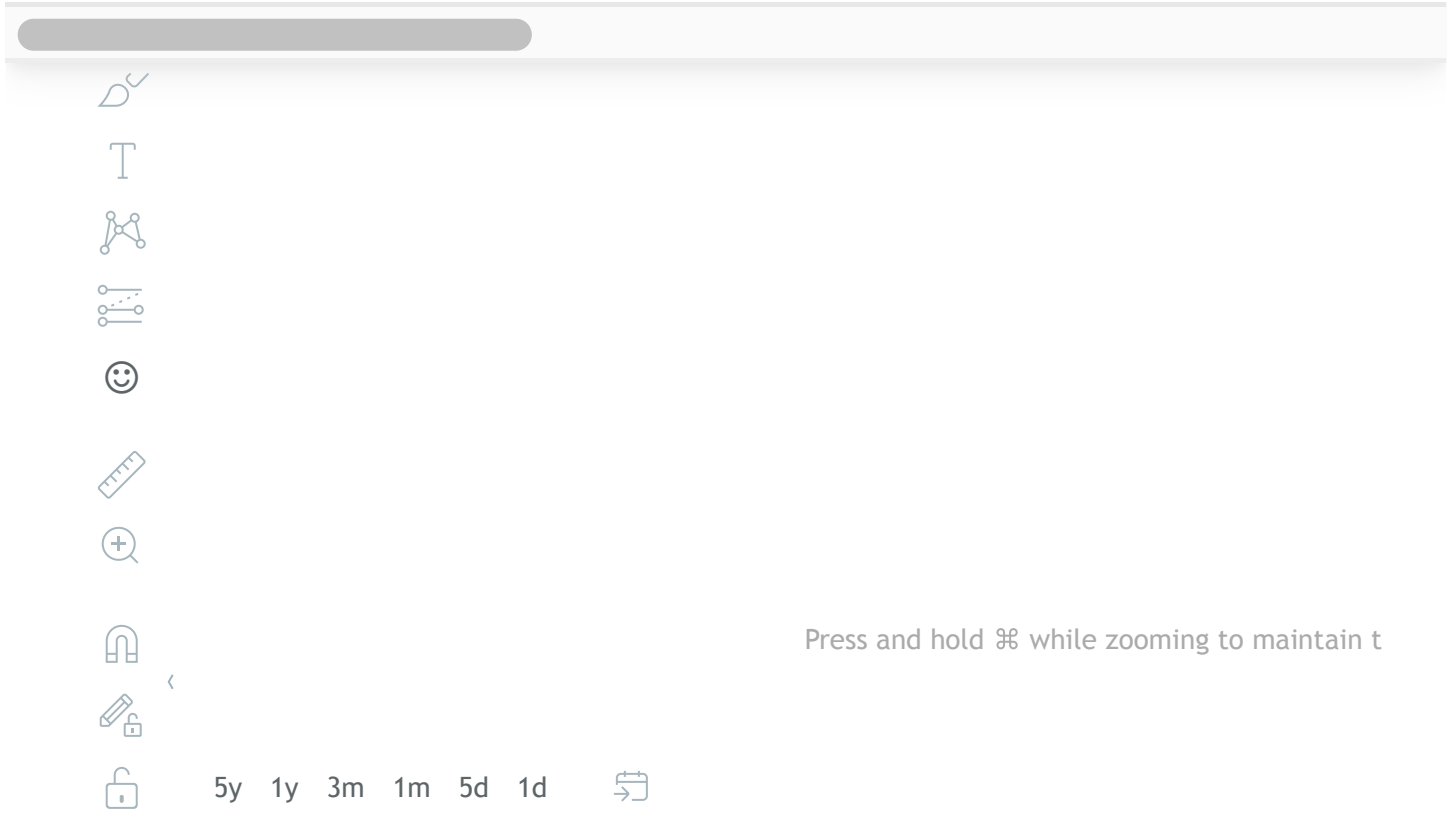 Press and hold ⌘ while zooming to maintain t
5y 1y 3m 1m 5d 1d